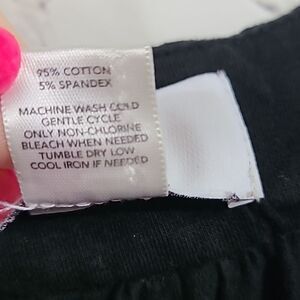 95% COTTON
5% SPANDEX
MACHINE WASH COLD
GENTLE CYCLE
ONLY NON-CHLORINE
BLEACH WHEN NEEDED
TUMBLE DRY LOW
COOL IRON IF NEEDED